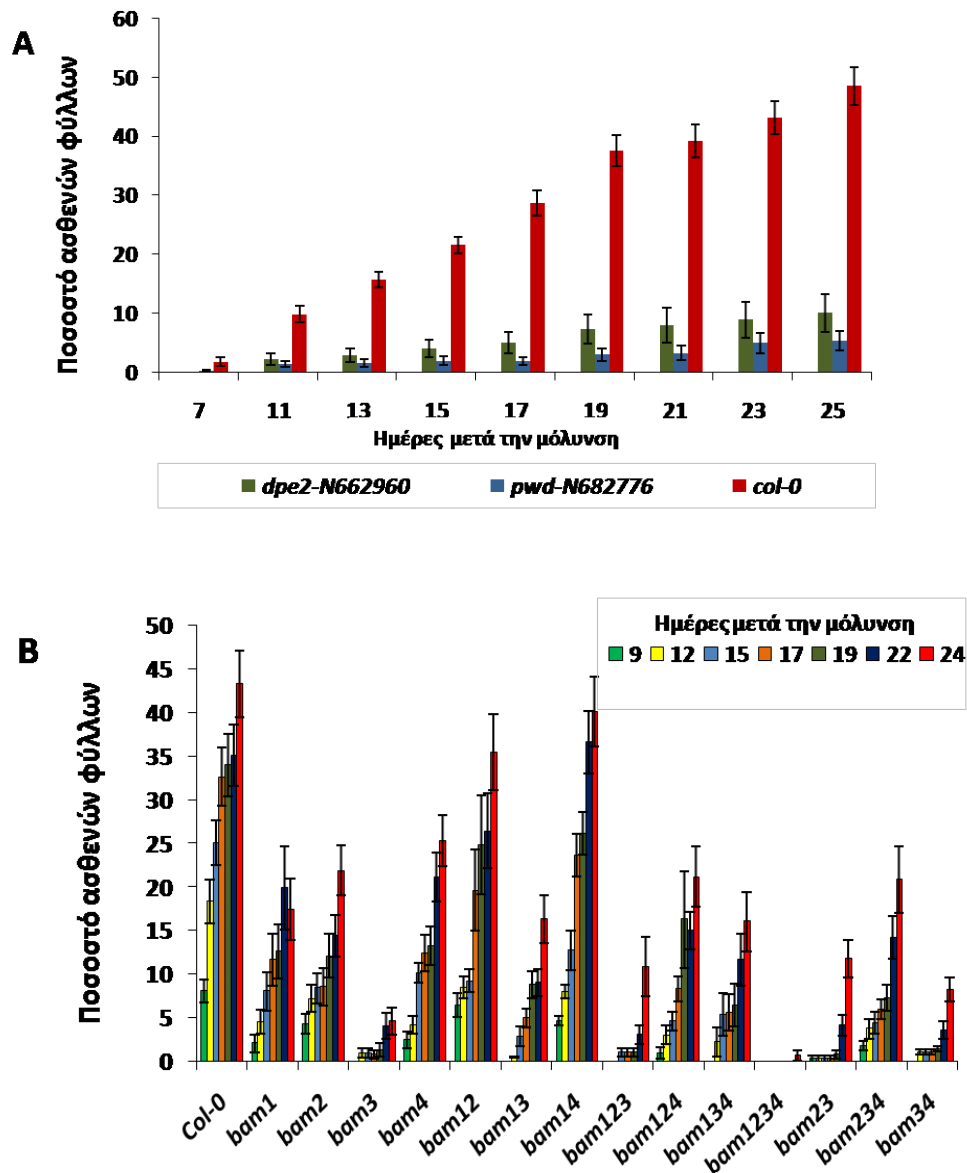 A
Ποσοστό ασθενών φύλλων
60
50
40
30
20
10
0
7 11 13 15 17 19 21 23 25
Ημέρες μετά την μόλυνση
dpe2-N662960 pwd-N682776 col-0
B
Ποσοστό ασθενών φύλλων
Ημέρες μετά την μόλυνση
9 12 15 17 19 22 24
50
45
40
35
30
25
20
15
10
5
0
Col-0 bam1 bam2 bam3 bam4 bam12 bam13 bam14 bam123 bam124 bam134 bam1234 bam23 bam234 bam34